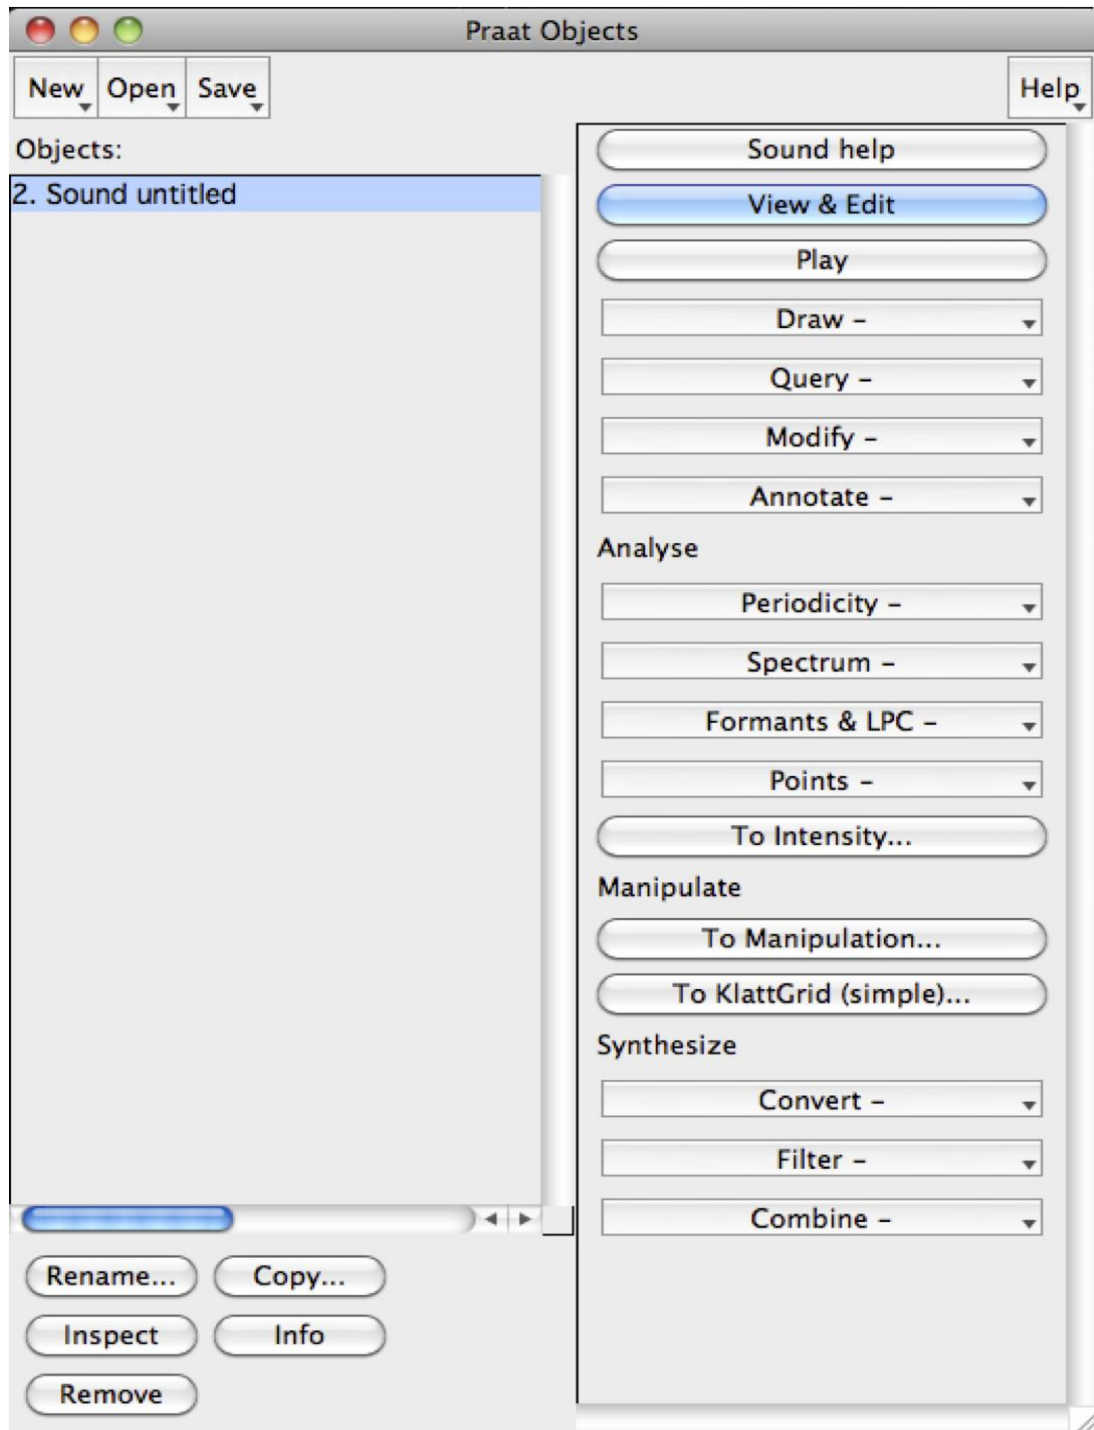 Praat Objects
New Open Save Help
Objects:
2. Sound untitled
Sound help
View & Edit
Play
Draw –
Query –
Modify –
Annotate –
Analyse
Periodicity –
Spectrum –
Formants & LPC –
Points –
To Intensity...
Manipulate
To Manipulation...
To KlattGrid (simple)...
Synthesize
Convert –
Filter –
Combine –
Rename... Copy...
Inspect Info
Remove